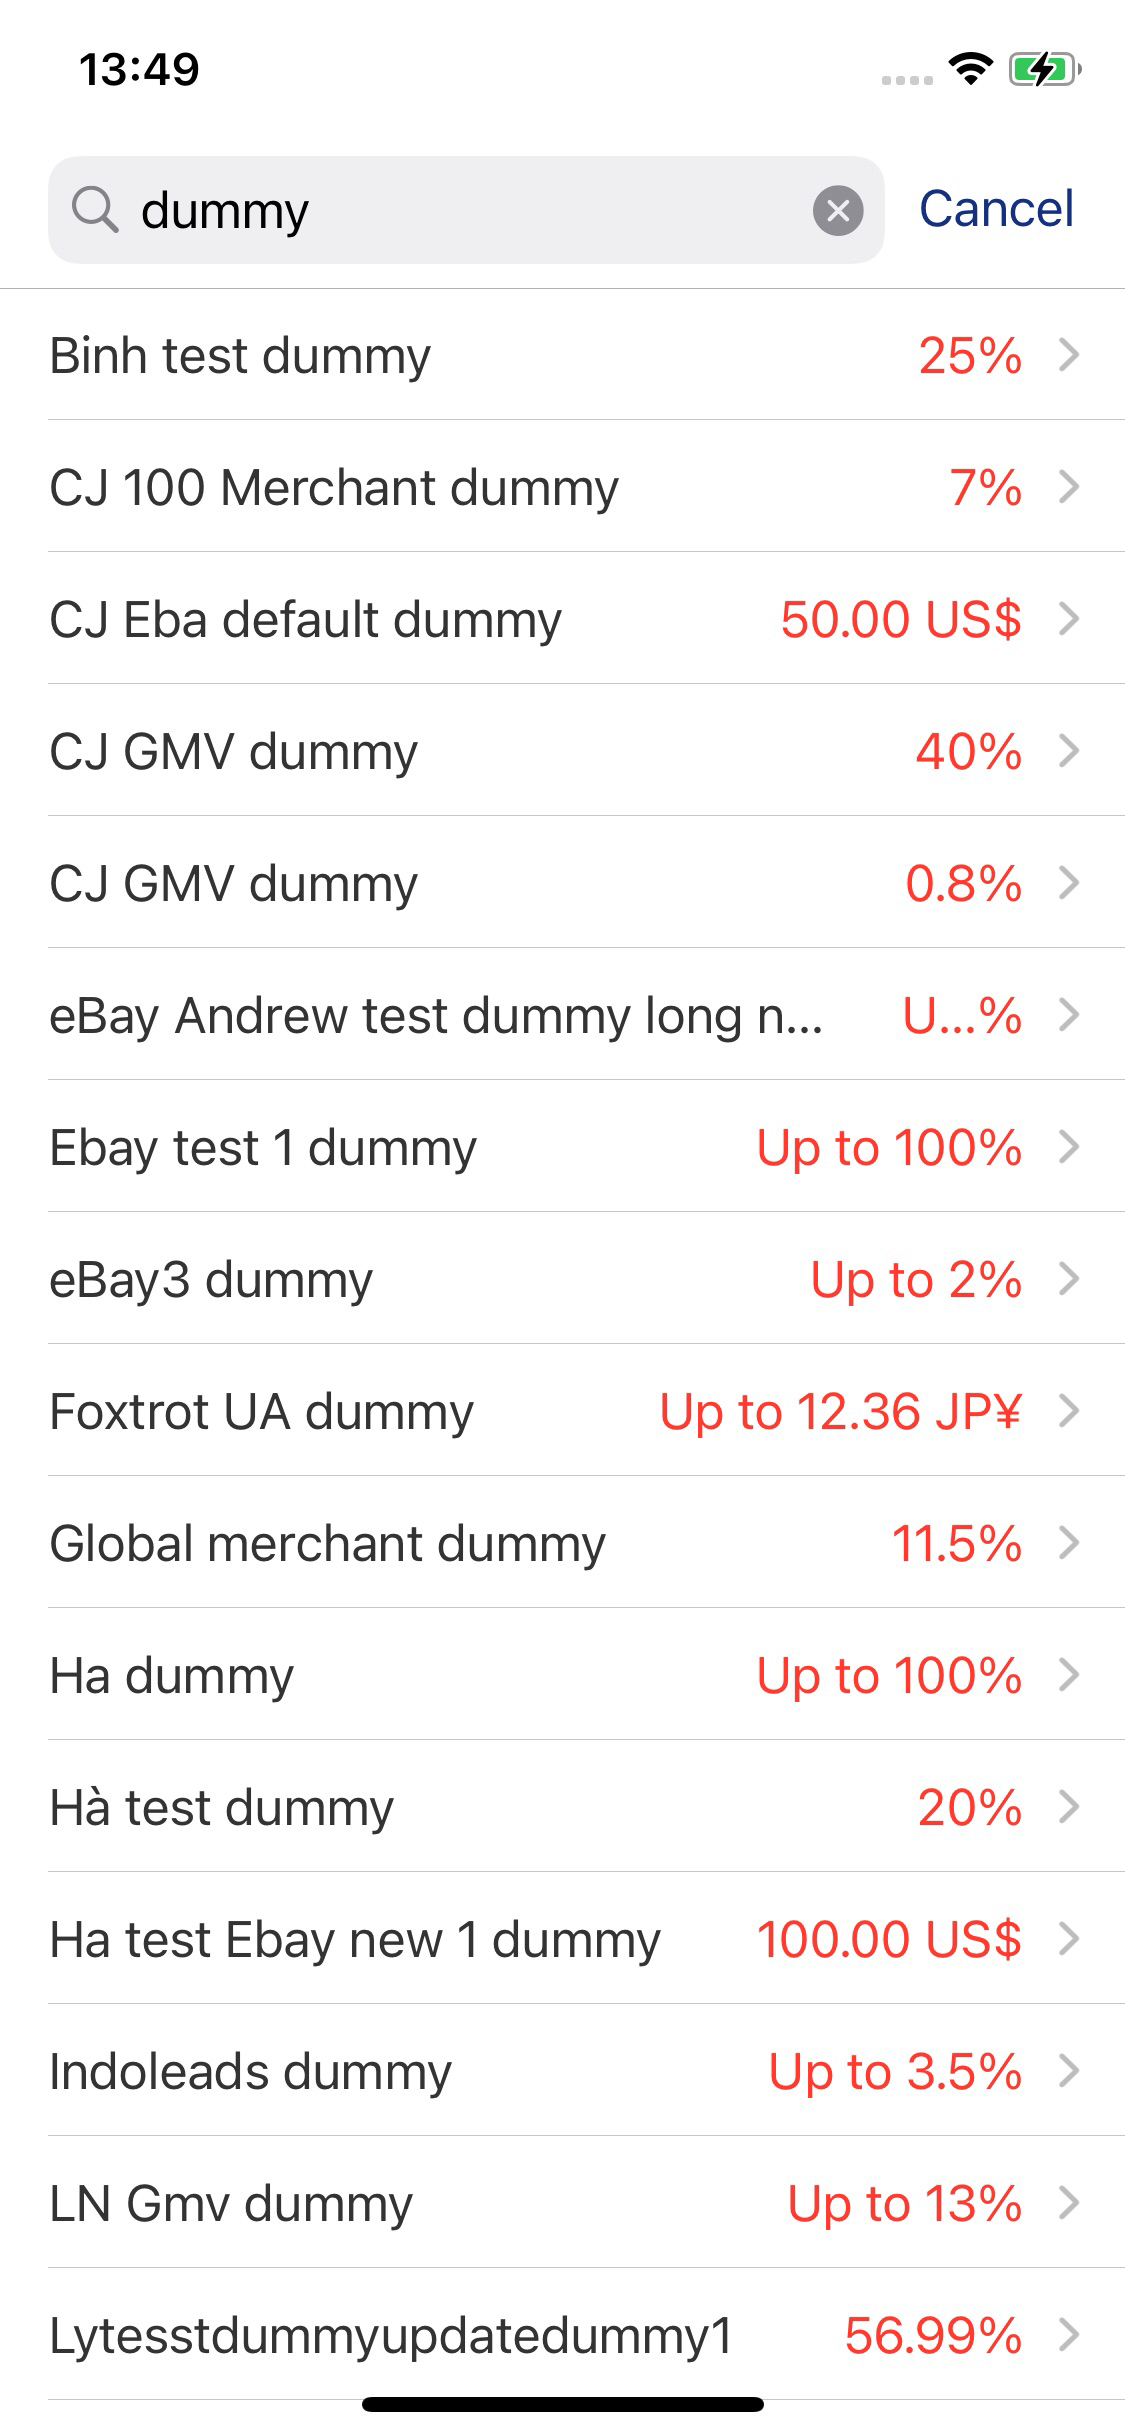 13:49
dummy
Cancel
Binh test dummy 25%
CJ 100 Merchant dummy 7%
CJ Eba default dummy 50.00 US$
CJ GMV dummy 40%
CJ GMV dummy 0.8%
eBay Andrew test dummy long n... U...%
Ebay test 1 dummy Up to 100%
eBay3 dummy Up to 2%
Foxtrot UA dummy Up to 12.36 JP¥
Global merchant dummy 11.5%
Ha dummy Up to 100%
Hà test dummy 20%
Ha test Ebay new 1 dummy 100.00 US$
Indoleads dummy Up to 3.5%
LN Gmv dummy Up to 13%
Lytesstdummyupdatedummy1 56.99%